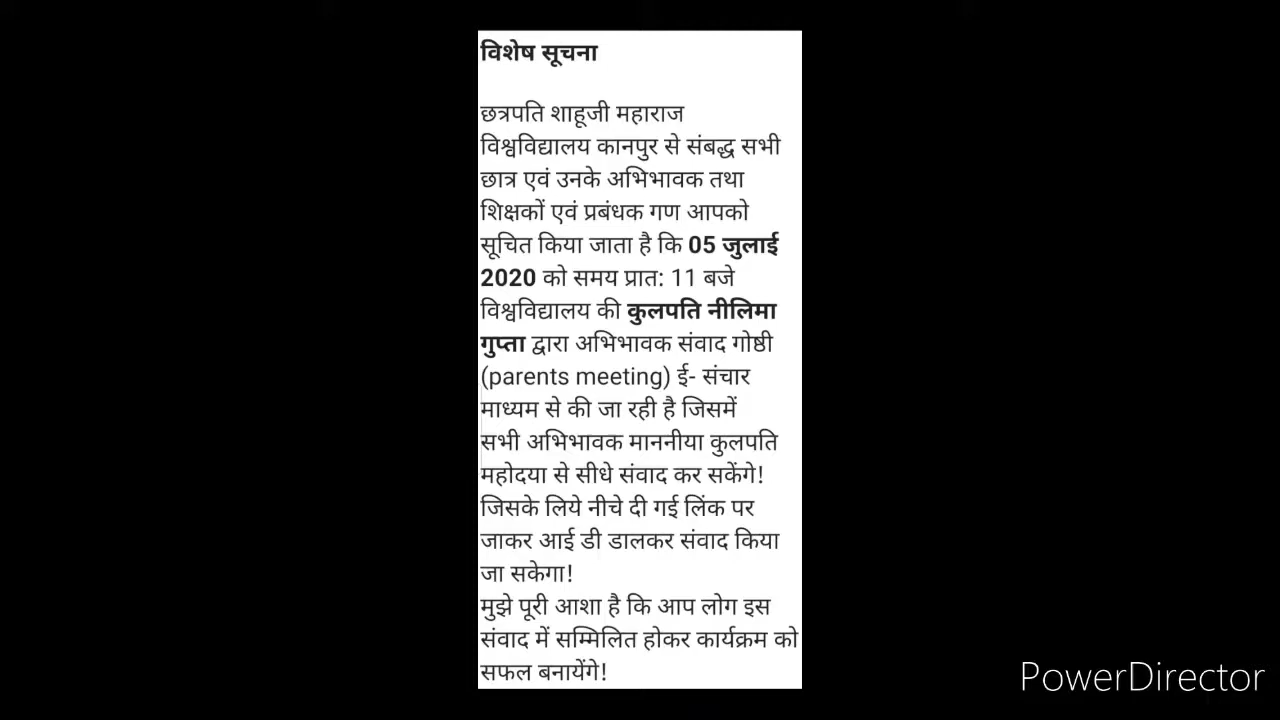 विशेष सूचना
छत्रपति शाहूजी महाराज
विश्वविद्यालय कानपुर से संबद्ध सभी
छात्र एवं उनके अभिभावक तथा
शिक्षकों एवं प्रबंधक गण आपको
सूचित किया जाता है कि 05 जुलाई
2020 को समय प्रात: 11 बजे
विश्वविद्यालय की कुलपति नीलिमा
गुप्ता द्वारा अभिभावक संवाद गोष्ठी
(parents meeting) ई- संचार
माध्यम से की जा रही है जिसमें
सभी अभिभावक माननीया कुलपति
महोदया से सीधे संवाद कर सकेंगे!
जिसके लिये नीचे दी गई लिंक पर
जाकर आई डी डालकर संवाद किया
जा सकेगा!
मुझे पूरी आशा है कि आप लोग इस
संवाद में सम्मिलित होकर कार्यक्रम को
सफल बनायेंगे!
PowerDirector